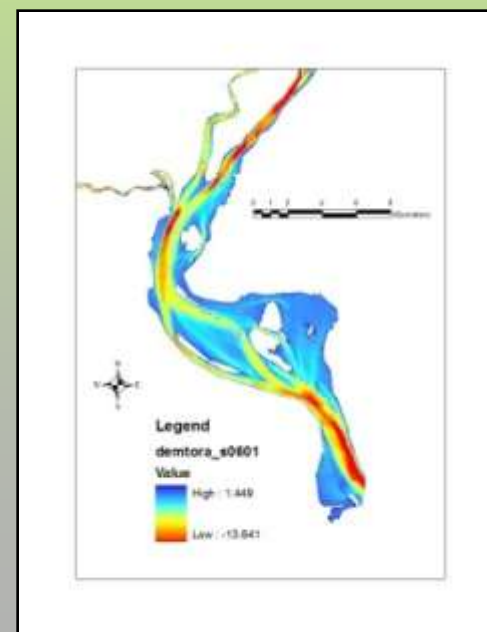 Legend
demtora_s0601
Value
High : 1.449
Low : -13.641